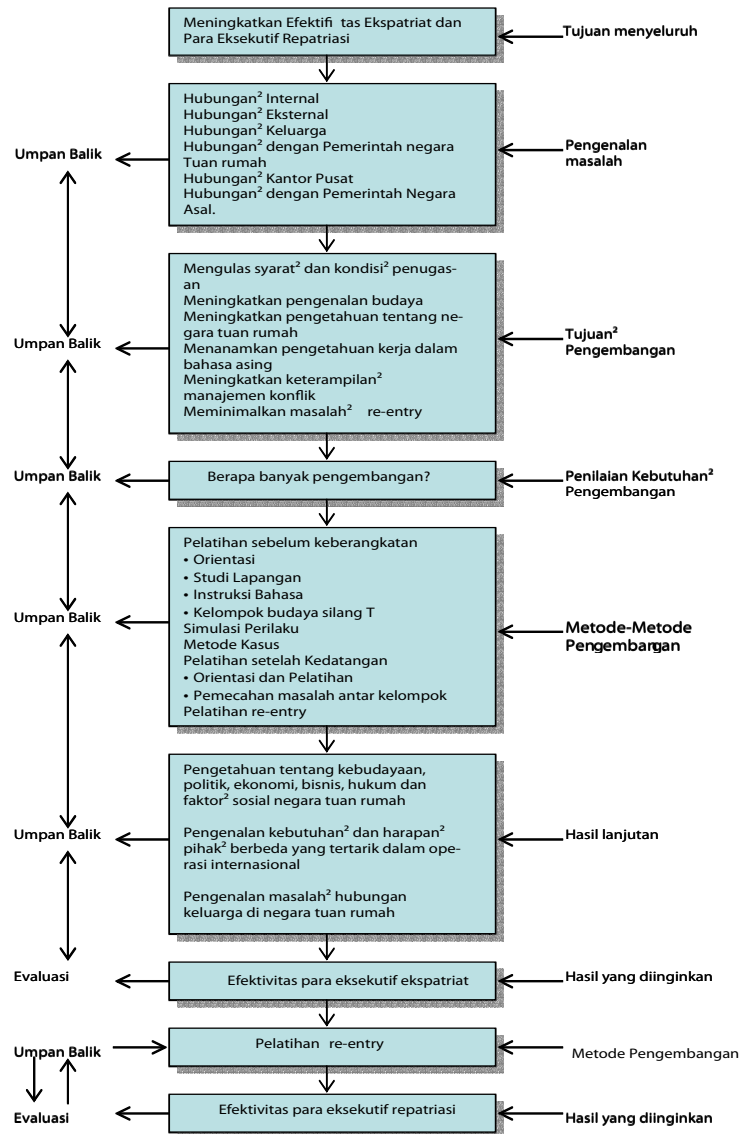 Meningkatkan Efektifi tas Ekspatriat dan
Para Eksekutif Repatriasi
Tujuan menyeluruh
Hubungan² Internal
Hubungan² Eksternal
Hubungan² Keluarga
Hubungan² dengan Pemerintah negara
Tuan rumah
Hubungan² Kantor Pusat
Hubungan² dengan Pemerintah Negara
Asal.
Umpan Balik
Pengenalan
masalah
Mengulas syarat² dan kondisi² penugas-
an
Meningkatkan pengenalan budaya
Meningkatkan pengetahuan tentang ne-
gara tuan rumah
Menanamkan pengetahuan kerja dalam
bahasa asing
Meningkatkan keterampilan²
manajemen konflik
Meminimalkan masalah² re-entry
Umpan Balik
Tujuan²
Pengembangan
Umpan Balik
Berapa banyak pengembangan?
Penilaian Kebutuhan²
Pengembangan
Pelatihan sebelum keberangkatan
• Orientasi
• Studi Lapangan
• Instruksi Bahasa
• Kelompok budaya silang T
Simulasi Perilaku
Metode Kasus
Pelatihan setelah Kedatangan
• Orientasi dan Pelatihan
• Pemecahan masalah antar kelompok
Pelatihan re-entry
Umpan Balik
Metode-Metode
Pengembangan
Pengetahuan tentang kebudayaan,
politik, ekonomi, bisnis, hukum dan
faktor² sosial negara tuan rumah
Pengenalan kebutuhan² dan harapan²
pihak² berbeda yang tertarik dalam ope-
rasi internasional
Pengenalan masalah² hubungan
keluarga di negara tuan rumah
Umpan Balik
Hasil lanjutan
Evaluasi
Efektivitas para eksekutif ekspatriat
Hasil yang diinginkan
Umpan Balik
Pelatihan re-entry
Metode Pengembangan
Evaluasi
Efektivitas para eksekutif repatriasi
Hasil yang diinginkan